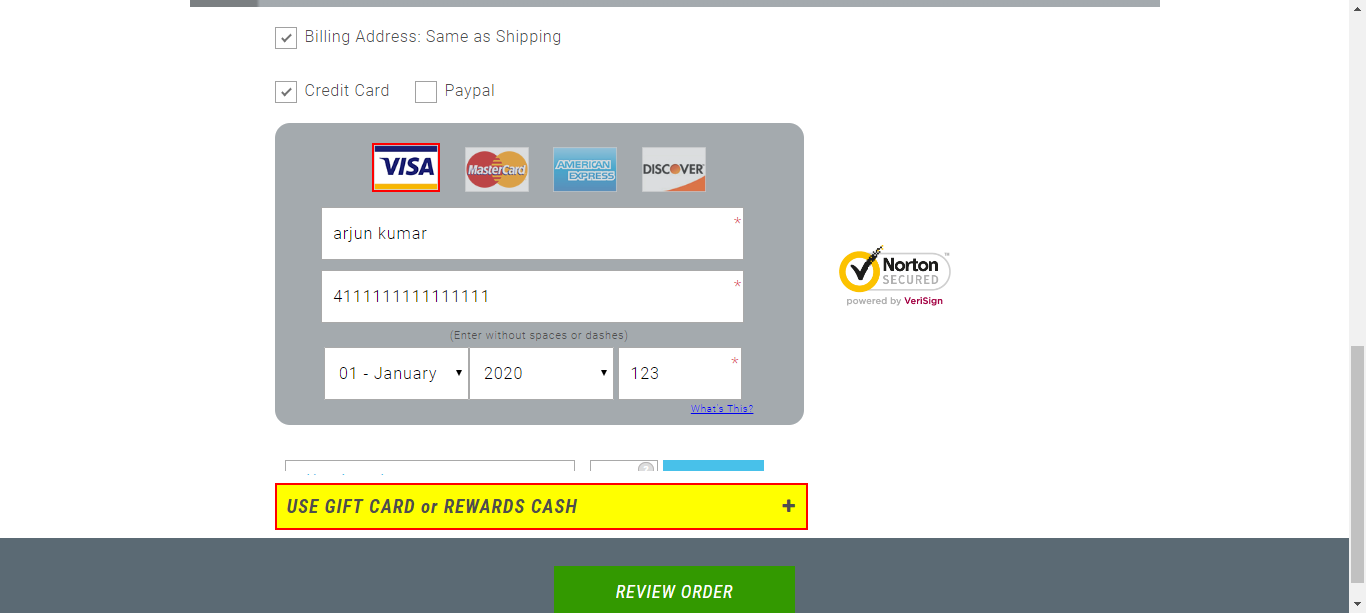 Billing Address: Same as Shipping
Credit Card Paypal
VISA MasterCard AMERICAN EXPRESS DISCOVER
arjun kumar *
4111111111111111 *
(Enter without spaces or dashes)
01 - January 2020 123 *
What's This?
Norton
SECURED
powered by VeriSign
USE GIFT CARD or REWARDS CASH +
REVIEW ORDER